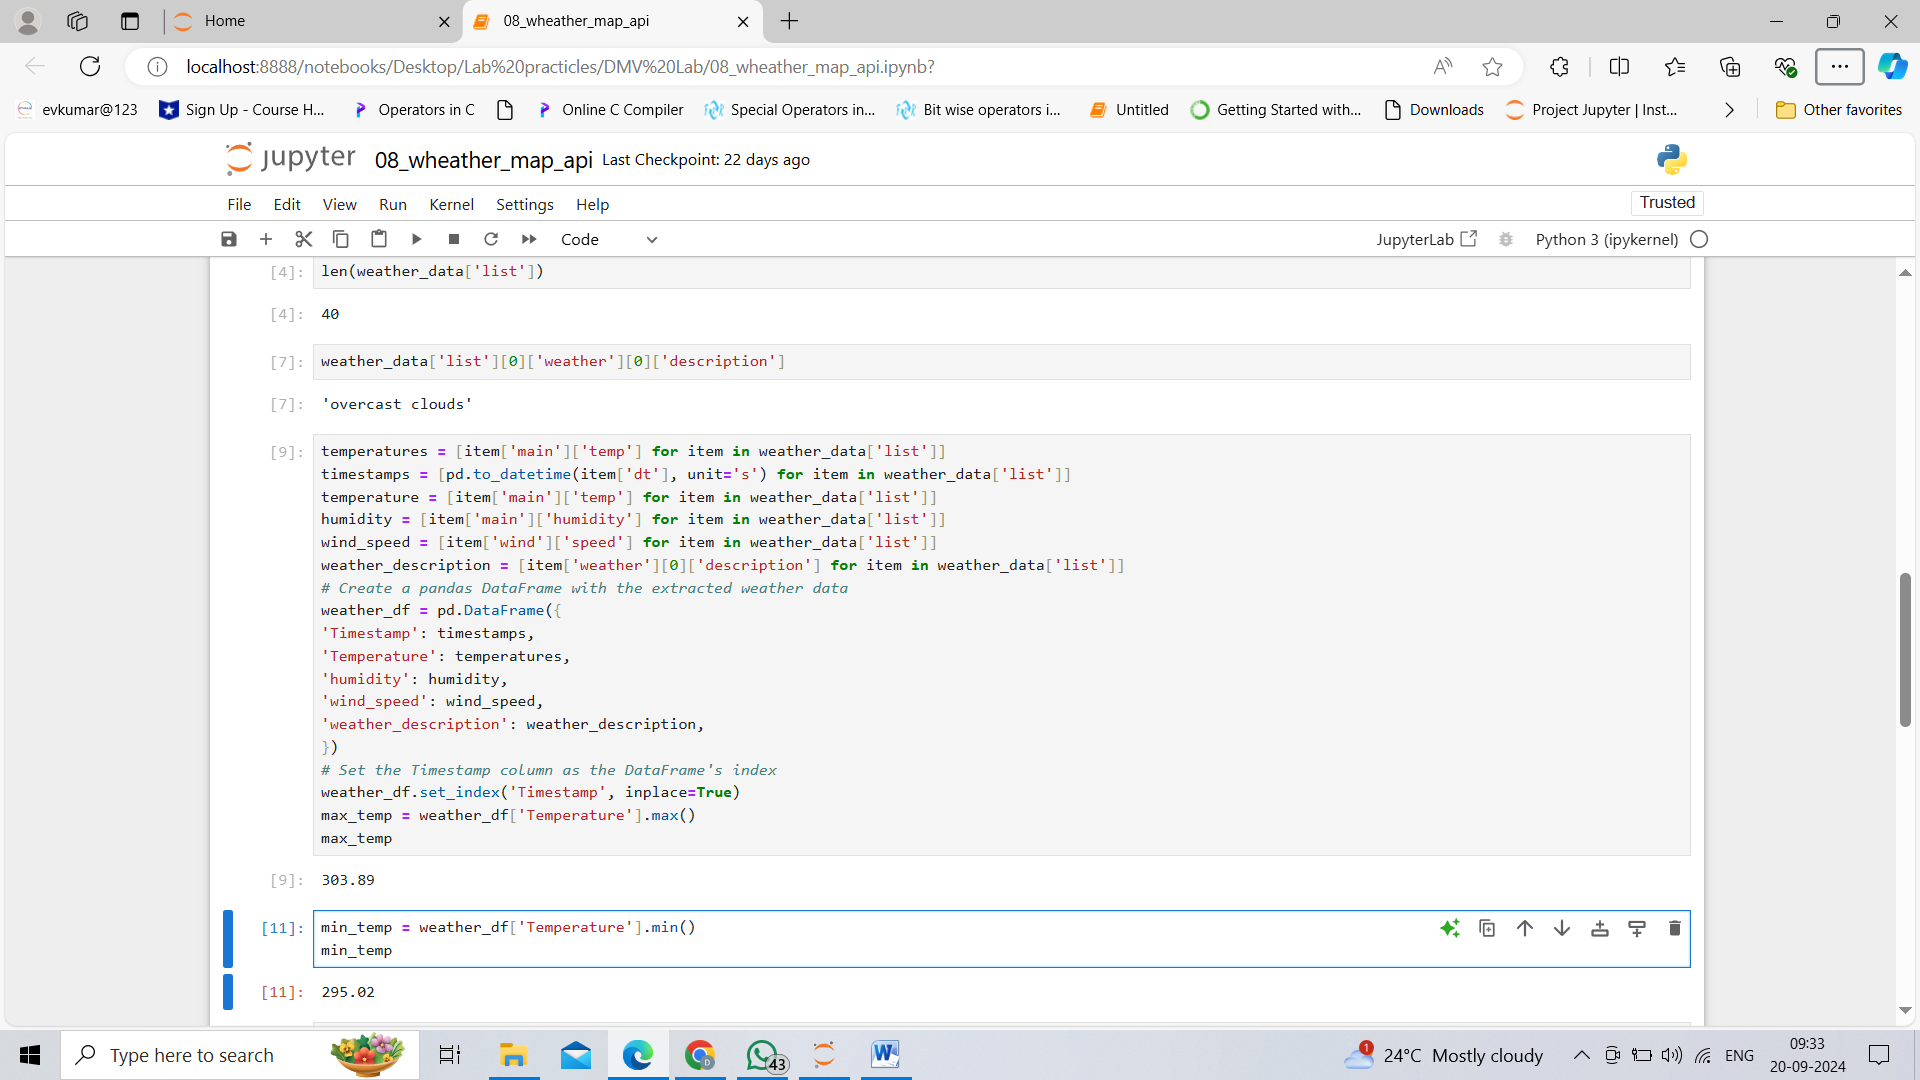 Home
08_wheather_map_api
localhost:8888/notebooks/Desktop/Lab%20practicles/DMV%20Lab/08_wheather_map_api.ipynb?
evkumar@123 Sign Up - Course H... Operators in C Online C Compiler Special Operators in... Bit wise operators i... Untitled Getting Started with... Downloads Project Jupyter | Inst... Other favorites
jupyter 08_wheather_map_api Last Checkpoint: 22 days ago
File Edit View Run Kernel Settings Help Trusted
Code JupyterLab Python 3 (ipykernel)
[4]: len(weather_data['list'])
[4]: 40
[7]: weather_data['list'][0]['weather'][0]['description']
[7]: 'overcast clouds'
[9]: temperatures = [item['main']['temp'] for item in weather_data['list']]
timestamps = [pd.to_datetime(item['dt'], unit='s') for item in weather_data['list']]
temperature = [item['main']['temp'] for item in weather_data['list']]
humidity = [item['main']['humidity'] for item in weather_data['list']]
wind_speed = [item['wind']['speed'] for item in weather_data['list']]
weather_description = [item['weather'][0]['description'] for item in weather_data['list']]
# Create a pandas DataFrame with the extracted weather data
weather_df = pd.DataFrame({
'Timestamp': timestamps,
'Temperature': temperatures,
'humidity': humidity,
'wind_speed': wind_speed,
'weather_description': weather_description,
})
# Set the Timestamp column as the DataFrame's index
weather_df.set_index('Timestamp', inplace=True)
max_temp = weather_df['Temperature'].max()
max_temp
[9]: 303.89
[11]: min_temp = weather_df['Temperature'].min()
min_temp
[11]: 295.02
Type here to search
43
1
24°C Mostly cloudy
ENG
09:33
20-09-2024